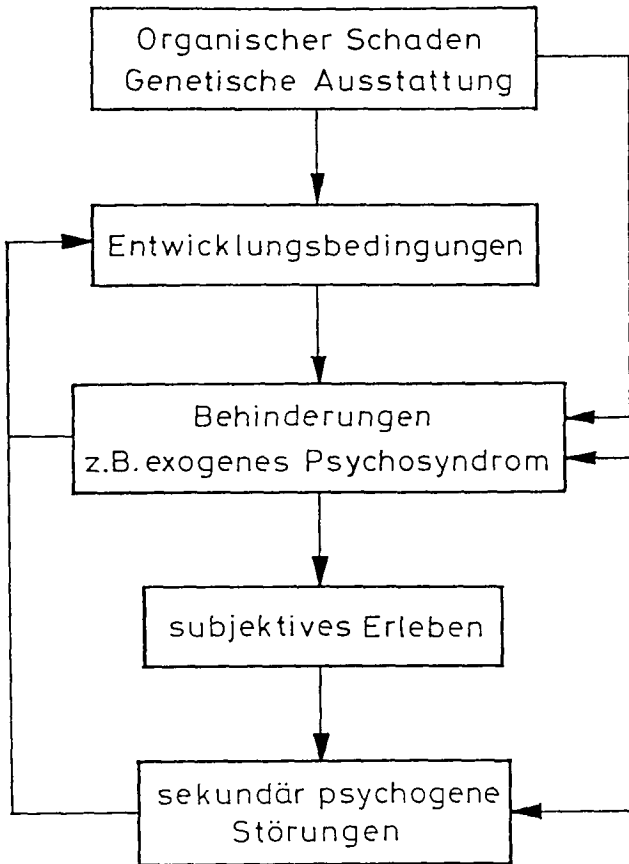 Organischer Schaden
Genetische Ausstattung
Entwicklungsbedingungen
Behinderungen
z.B. exogenes Psychosyndrom
subjektives Erleben
sekundär psychogene
Störungen